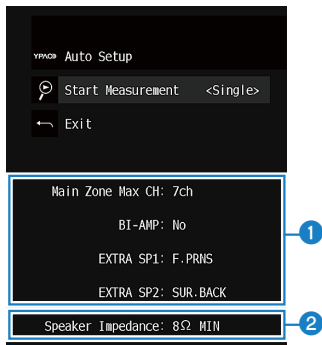 YPAO Auto Setup
Start Measurement <Single>
Exit
Main Zone Max CH: 7ch
BI-AMP: No
1
EXTRA SP1: F.PRNS
EXTRA SP2: SUR.BACK
Speaker Impedance: 8Ω MIN
2